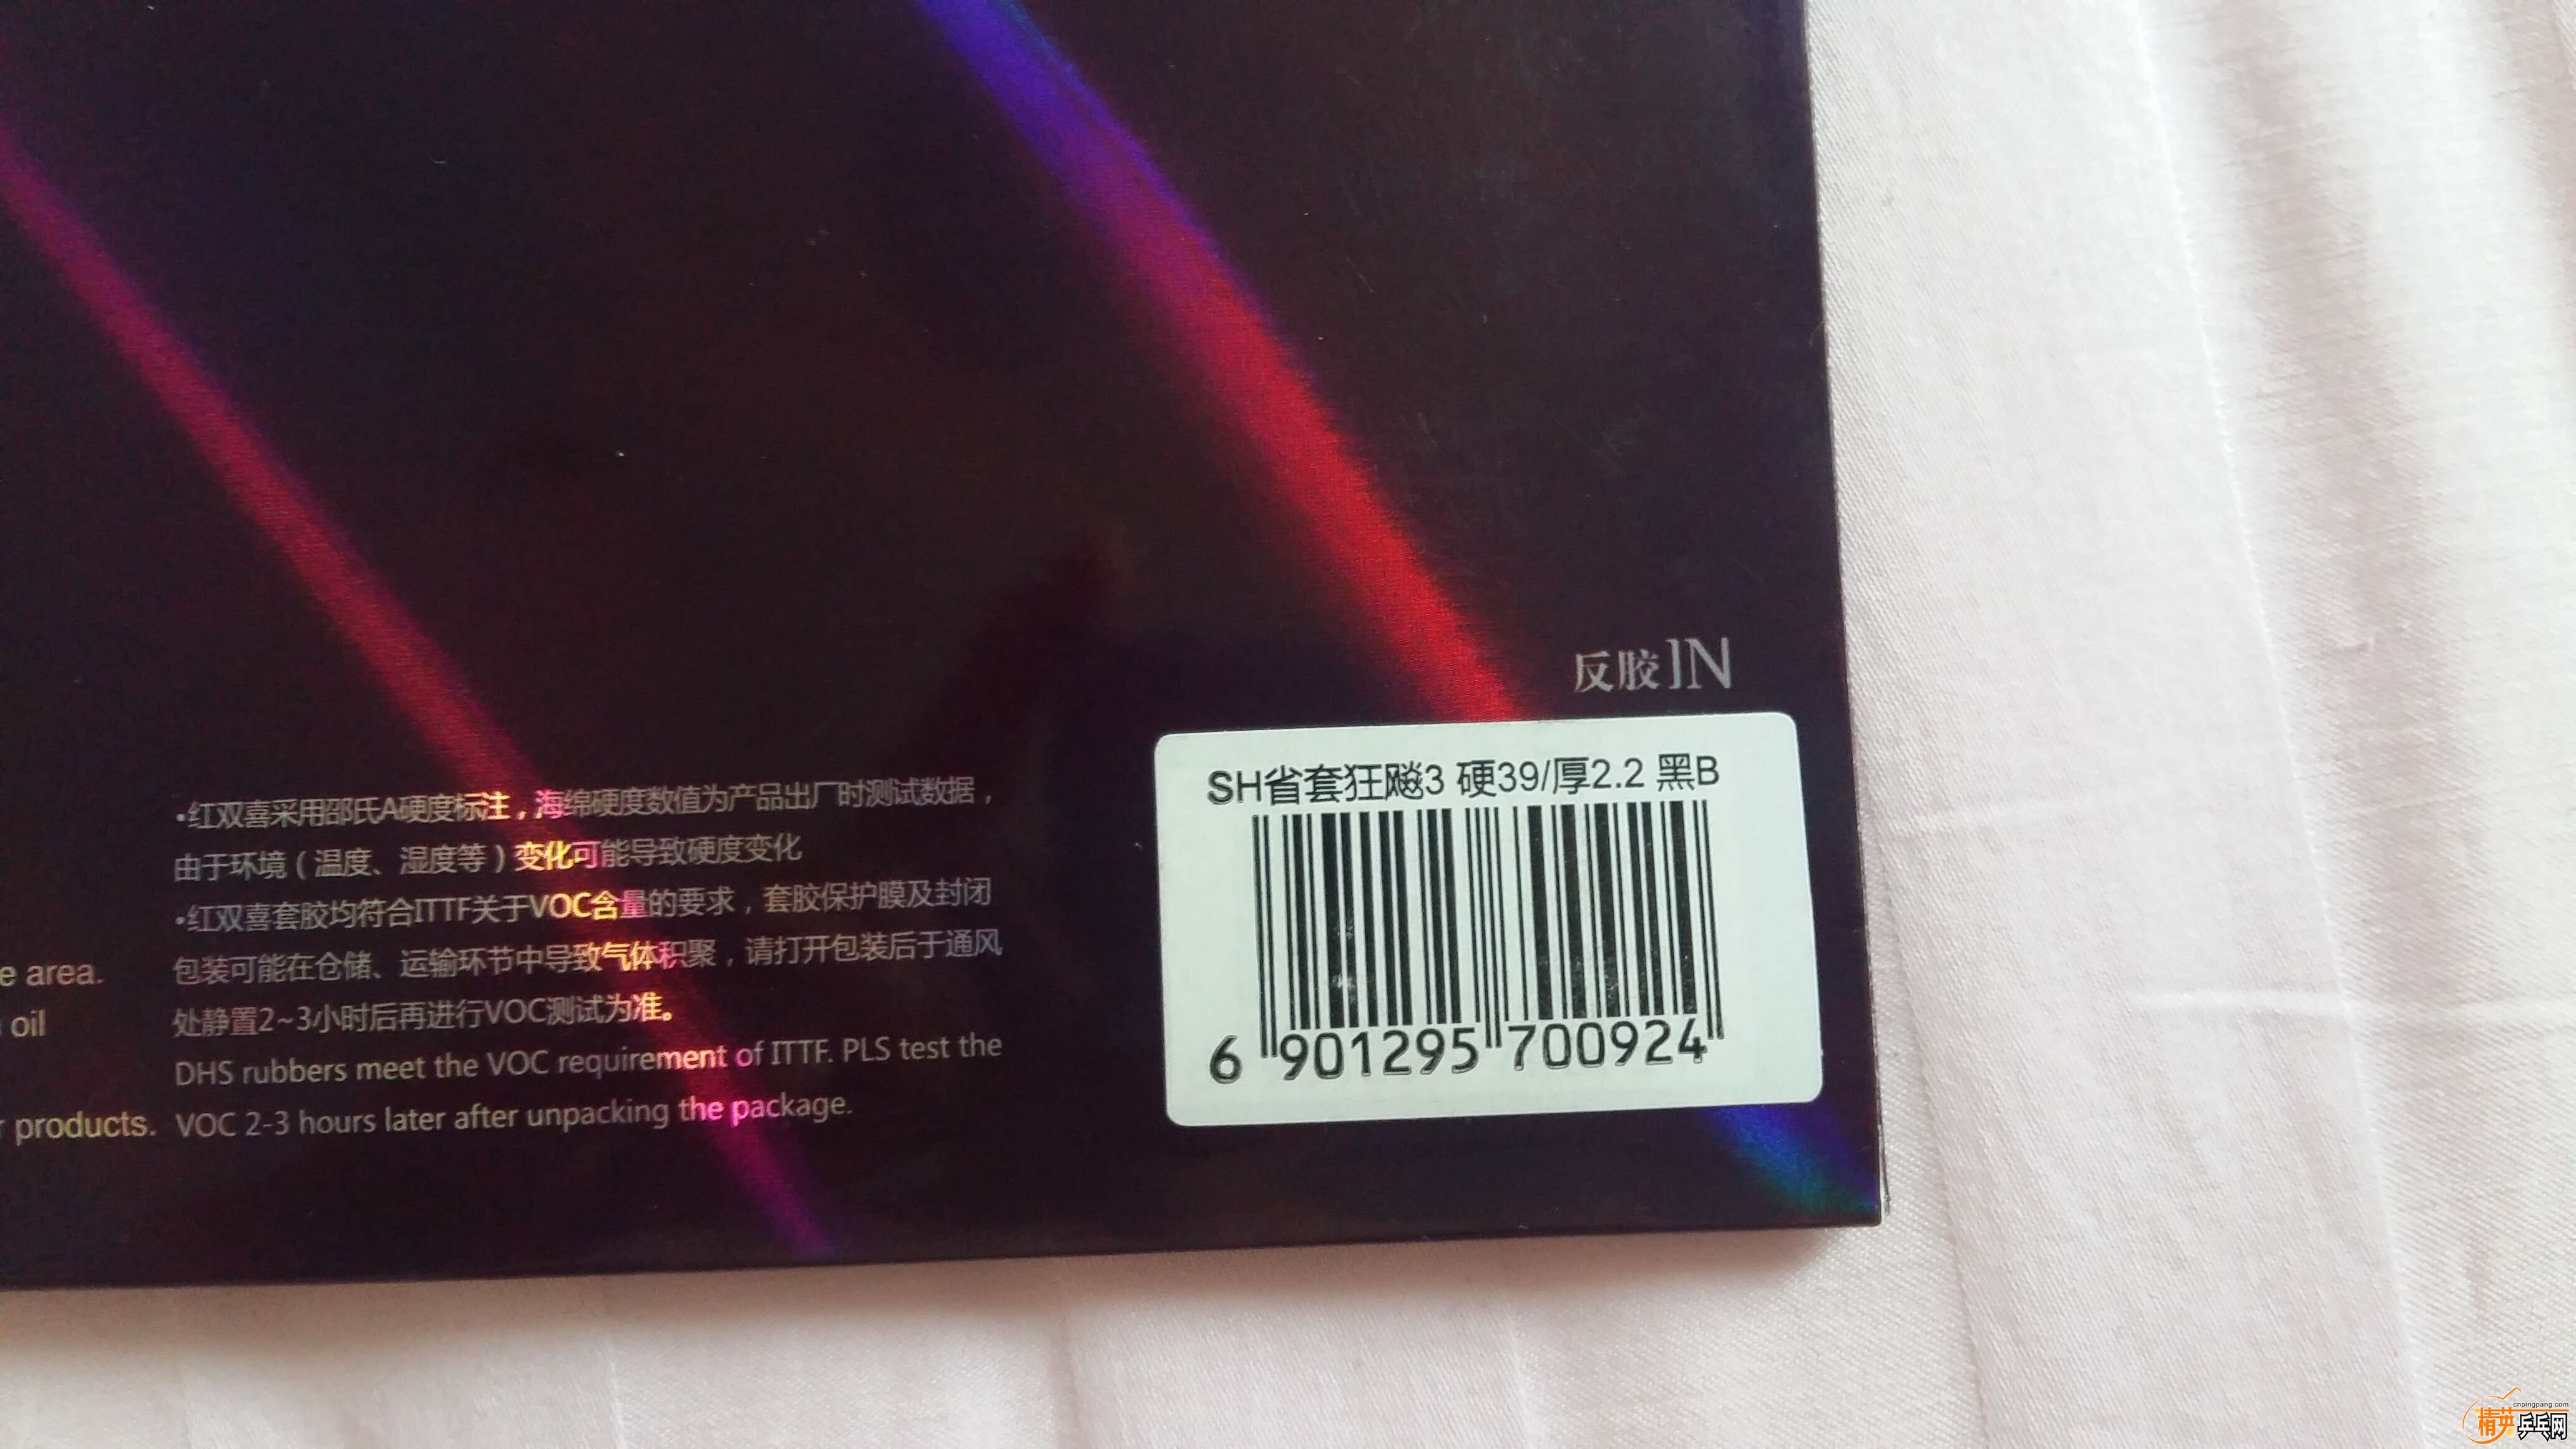 反胶IN
SH省套狂飚3 硬39/厚2.2 黑B
6 901295 700924
·红双喜采用邵氏A硬度标注，海绵硬度数值为产品出厂时测试数据，
由于环境（温度、湿度等）变化可能导致硬度变化
·红双喜套胶均符合ITTF关于VOC含量的要求，套胶保护膜及封闭
包装可能在仓储、运输环节中导致气体积聚，请打开包装后于通风
处静置2~3小时后再进行VOC测试为准。
DHS rubbers meet the VOC requirement of ITTF. PLS test the
VOC 2-3 hours later after unpacking the package.
e area.
oil
r products.
cnpingpang.com
精英乒乓网